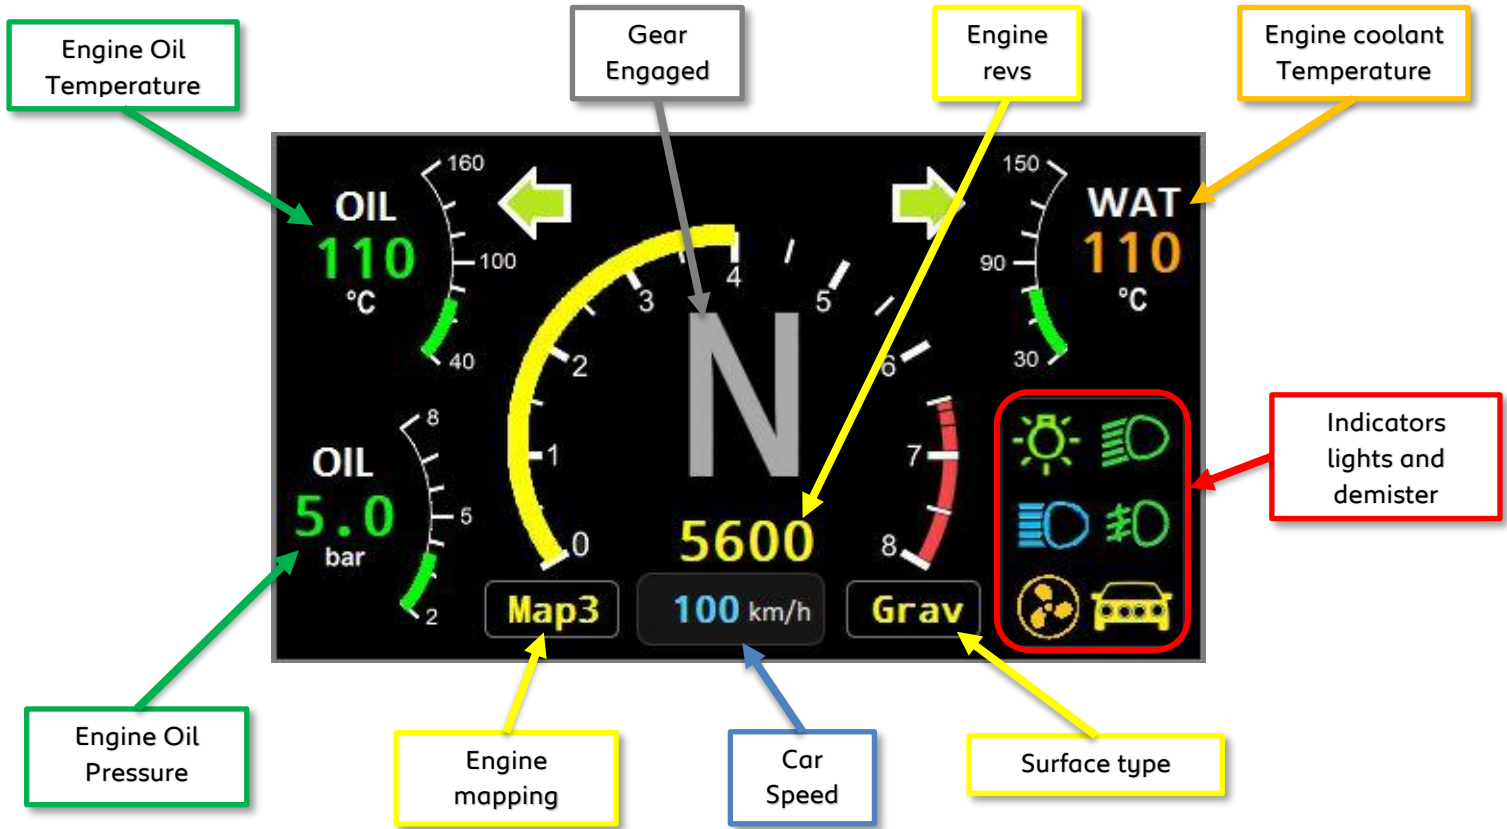 Engine Oil
Temperature
Gear
Engaged
Engine
revs
Engine coolant
Temperature
160
OIL
110
°C
100
40
150
WAT
110
°C
90
30
8
OIL
5.0
bar
5
2
0
1
2
3
4
5
6
7
8
N
5600
Map3
100 km/h
Grav
Indicators
lights and
demister
Engine Oil
Pressure
Engine
mapping
Car
Speed
Surface type